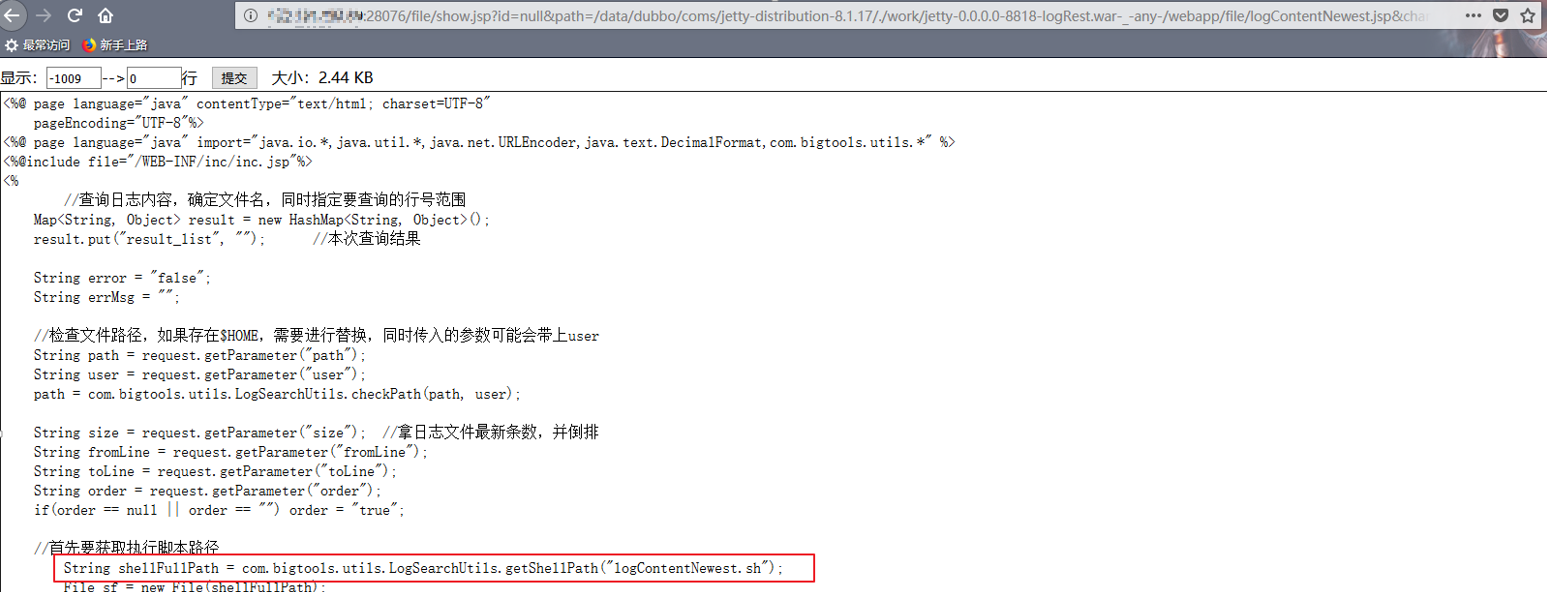 :28076/file/show.jsp?id=null&path=/data/dubbo/coms/jetty-distribution-8.1.17/./work/jetty-0.0.0.0-8818-logRest.war-_-any-/webapp/file/logContentNewest.jsp&cha
最常访问 新手上路
显示: -1009 --> 0 行 提交 大小: 2.44 KB
<%@ page language="java" contentType="text/html; charset=UTF-8"
pageEncoding="UTF-8"%>
<%@ page language="java" import="java.io.*,java.util.*,java.net.URLEncoder,java.text.DecimalFormat,com.bigtools.utils.*" %>
<%@include file="/WEB-INF/inc/inc.jsp"%>
<%
//查询日志内容，确定文件名，同时指定要查询的行号范围
Map<String, Object> result = new HashMap<String, Object>();
result.put("result_list", ""); //本次查询结果
String error = "false";
String errMsg = "";
//检查文件路径，如果存在$HOME，需要进行替换，同时传入的参数可能会带上user
String path = request.getParameter("path");
String user = request.getParameter("user");
path = com.bigtools.utils.LogSearchUtils.checkPath(path, user);
String size = request.getParameter("size"); //拿日志文件最新条数，并倒排
String fromLine = request.getParameter("fromLine");
String toLine = request.getParameter("toLine");
String order = request.getParameter("order");
if(order == null || order == "") order = "true";
//首先要获取执行脚本路径
String shellFullPath = com.bigtools.utils.LogSearchUtils.getShellPath("logContentNewest.sh");
File sf = new File(shellFullPath);